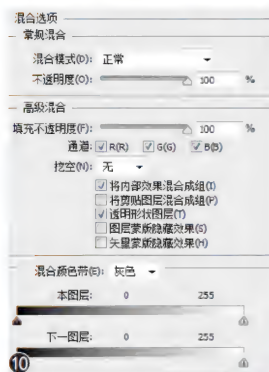 混合选项
常规混合
混合模式(D): 正常
不透明度(O): 100 %
高级混合
填充不透明度(F): 100 %
通道: R(R) G(G) B(B)
挖空(N): 无
将内部效果混合成组(I)
将剪贴图层混合成组(P)
透明形状图层(T)
图层蒙版隐藏效果(S)
矢量蒙版隐藏效果(H)
混合颜色带(E): 灰色
本图层: 0 255
下一图层: 0 255
10